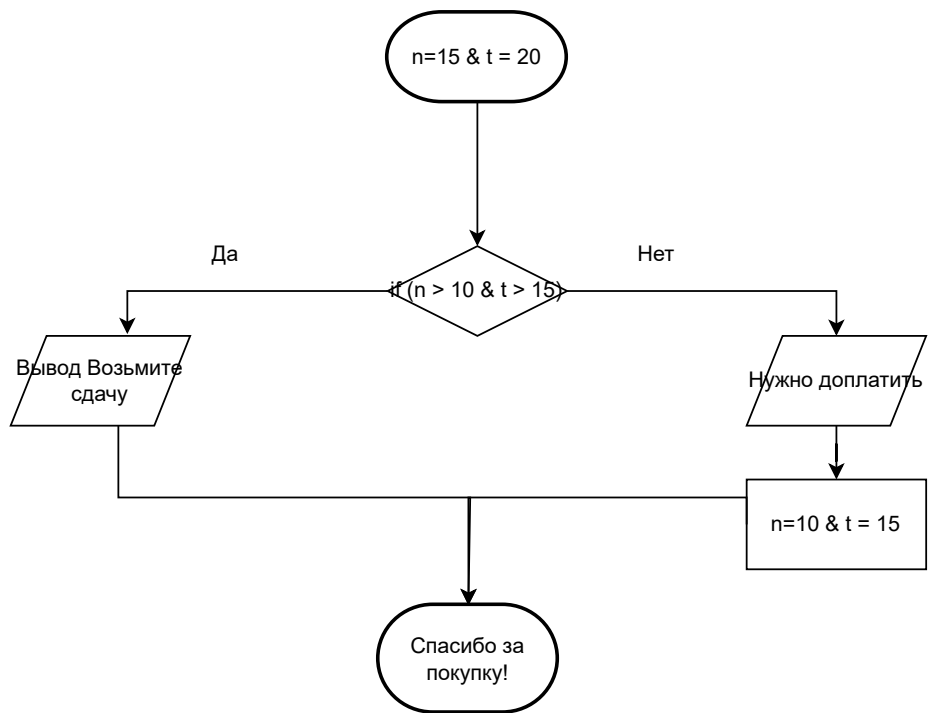 n=15 & t = 20
Да
Нет
if (n > 10 & t > 15)
Вывод Возьмите
сдачу
Нужно доплатить
n=10 & t = 15
Спасибо за
покупку!